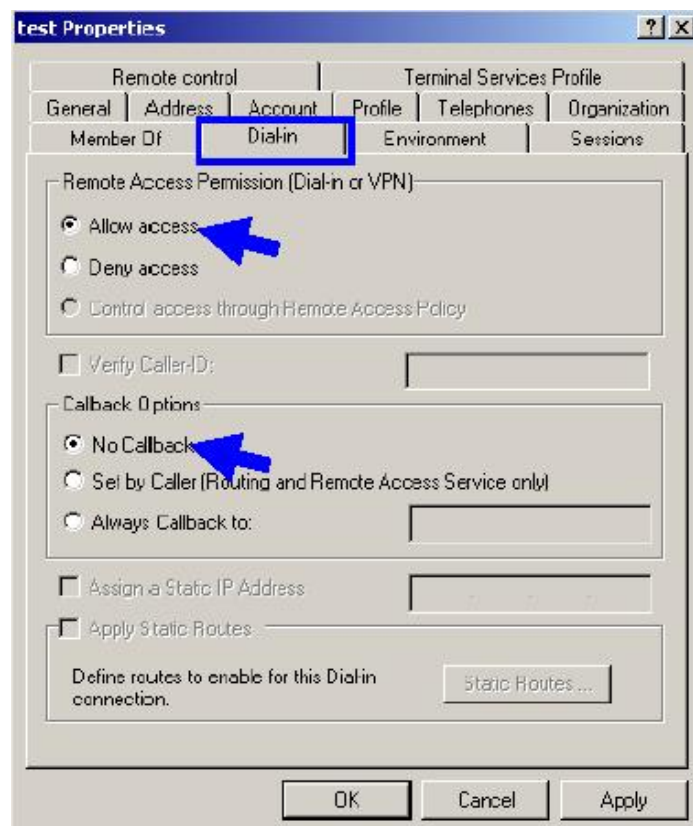 test Properties
Remote control Terminal Services Profile
General Address Account Profile Telephones Organization
Member Of Dial-in Environment Sessions
Remote Access Permission (Dial-in or VPN)
Allow access
Deny access
Control access through Remote Access Policy
Verify Caller-ID:
Callback Options
No Callback
Set by Caller (Routing and Remote Access Service only)
Always Callback to:
Assign a Static IP Address
Apply Static Routes
Define routes to enable for this Dial-in
connection.
Static Routes ...
OK Cancel Apply